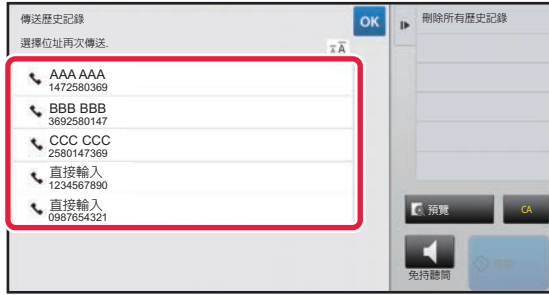 傳送歷史記錄
OK
選擇位址再次傳送.
AAA AAA
1472580369
BBB BBB
3692580147
CCC CCC
2580147369
直接輸入
1234567890
直接輸入
0987654321
刪除所有歷史記錄
預覽
CA
免持聽筒